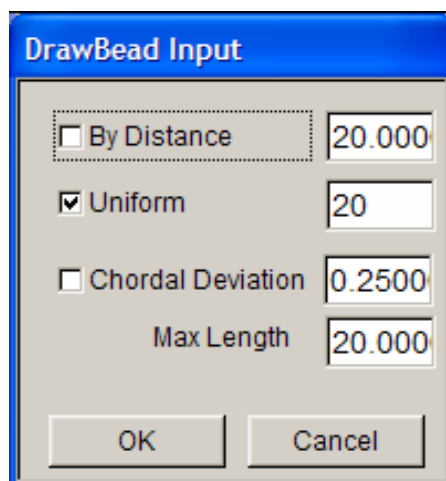 DrawBead Input
By Distance 20.000
Uniform 20
Chordal Deviation 0.2500
Max Length 20.000
OK Cancel